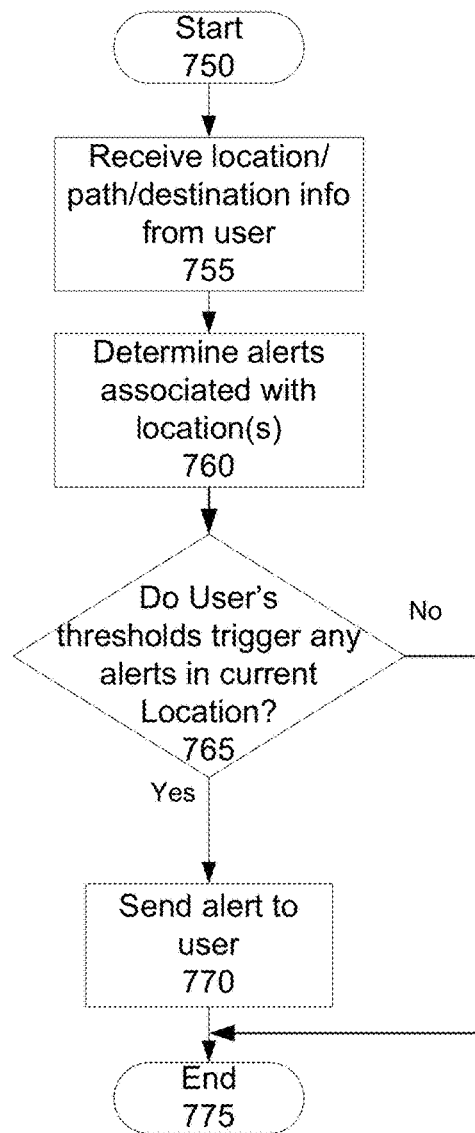 Start
750
Receive location/
path/destination info
from user
755
Determine alerts
associated with
location(s)
760
Do User's
thresholds trigger any
alerts in current
Location?
765
No
Yes
Send alert to
user
770
End
775